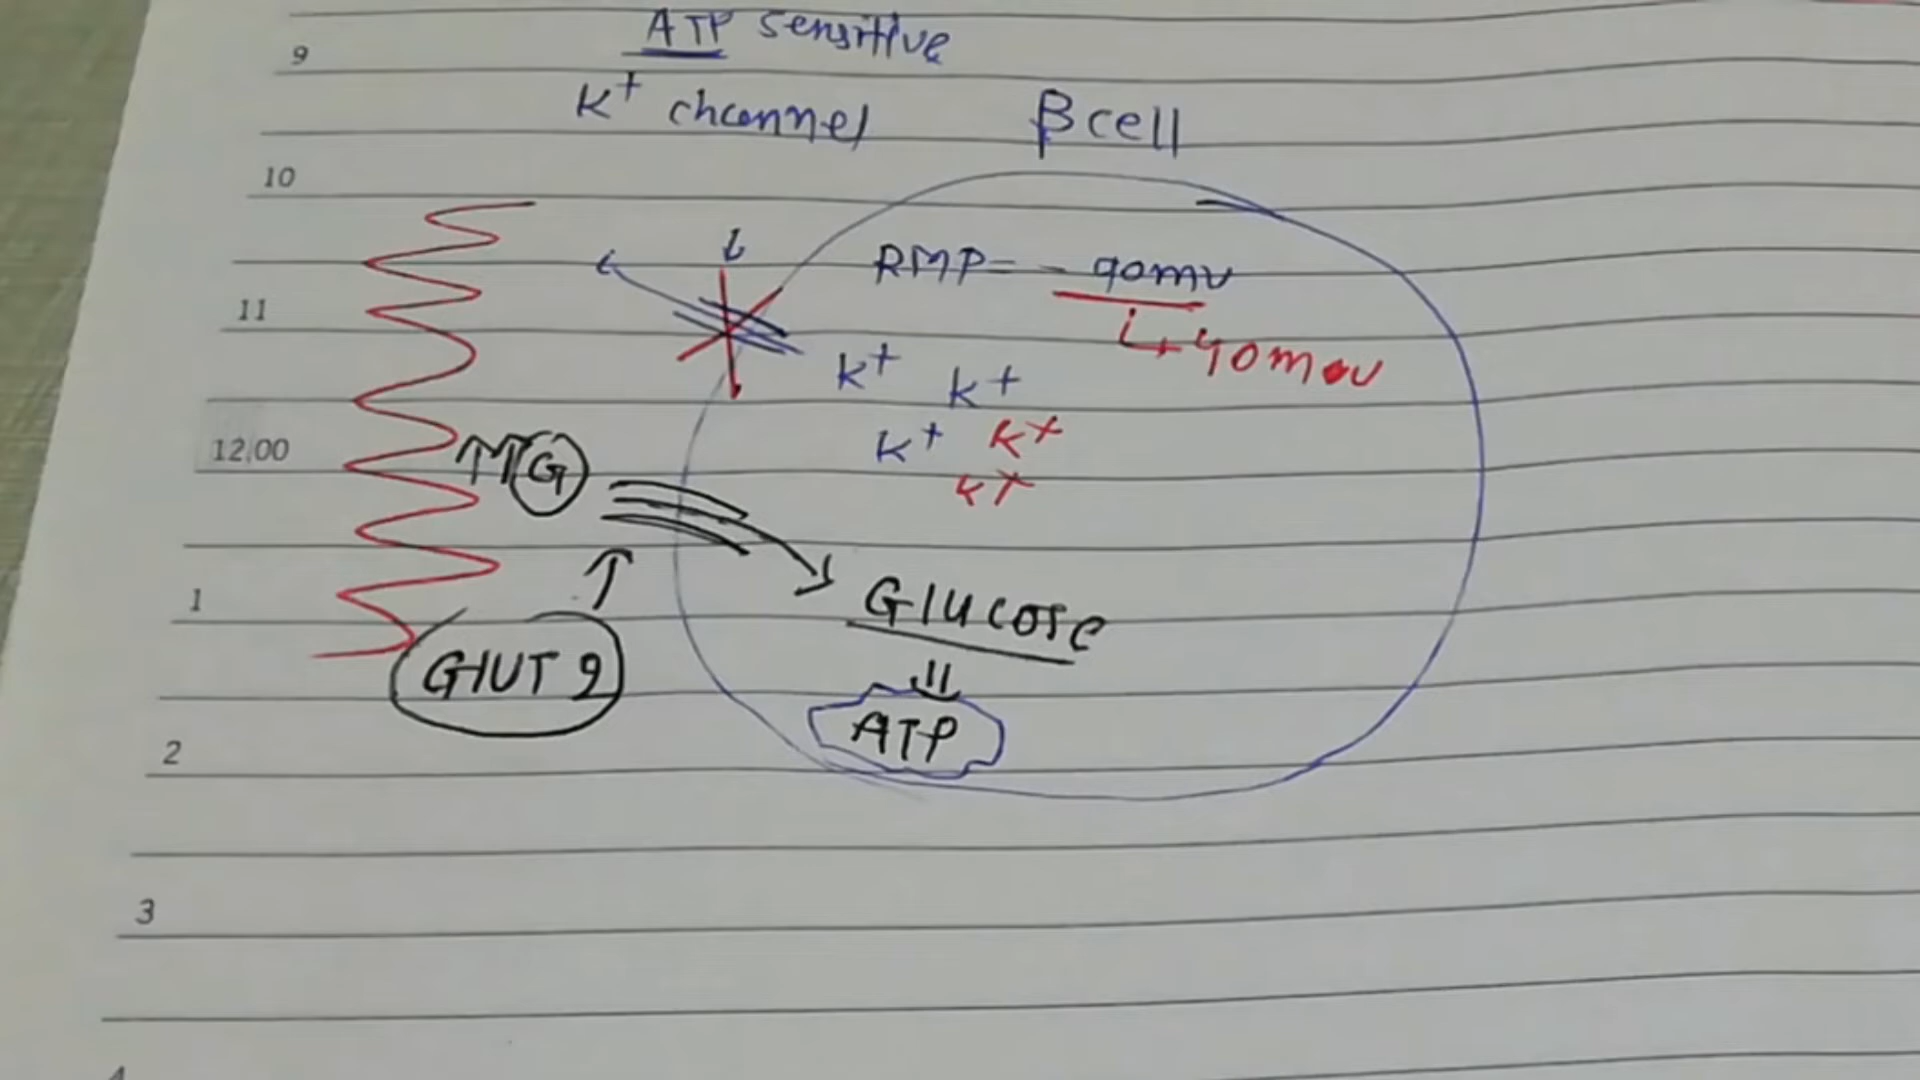 ATP sensitive
9
K+ channel
β cell
10
RMP = - 90mv
11
40mv
K+ K+
K+ K+
12.00
G
K+
Glucose
1
GLUT 2
ATP
2
3
4